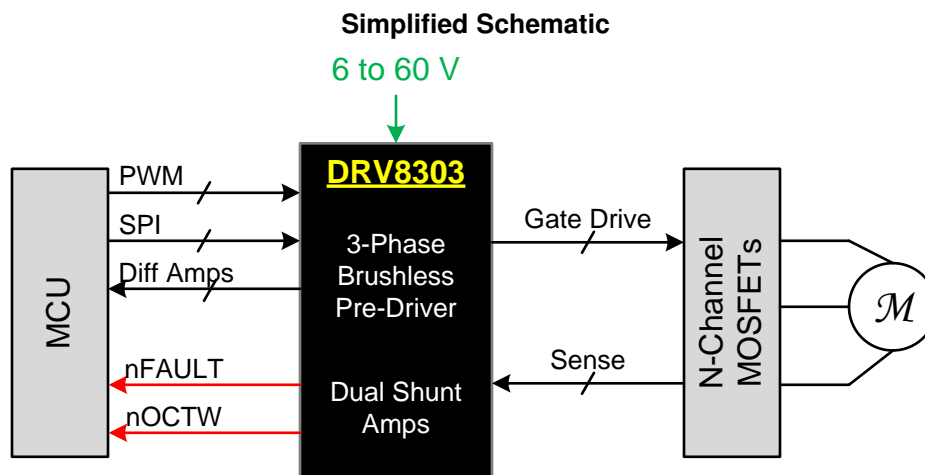 Simplified Schematic
6 to 60 V
MCU
PWM
SPI
Diff Amps
nFAULT
nOCTW
DRV8303
3-Phase
Brushless
Pre-Driver
Dual Shunt
Amps
Gate Drive
Sense
N-Channel
MOSFETs
M